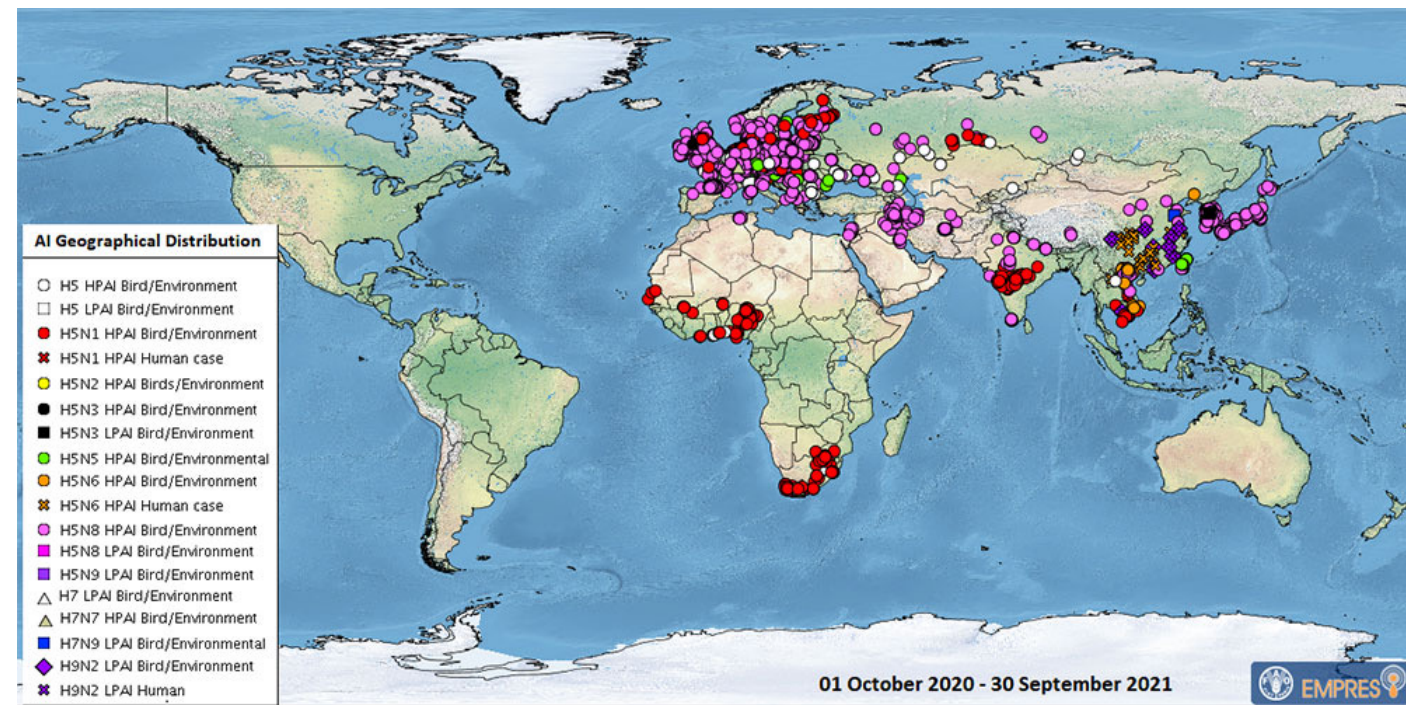 AI Geographical Distribution
H5 HPAI Bird/Environment
H5 LPAI Bird/Environment
H5N1 HPAI Bird/Environment
H5N1 HPAI Human case
H5N2 HPAI Birds/Environment
H5N3 HPAI Bird/Environment
H5N3 LPAI Bird/Environment
H5N5 HPAI Bird/Environmental
H5N6 HPAI Bird/Environment
H5N6 HPAI Human case
H5N8 HPAI Bird/Environment
H5N8 LPAI Bird/Environment
H5N9 LPAI Bird/Environment
H7 LPAI Bird/Environment
H7N7 HPAI Bird/Environment
H7N9 LPAI Bird/Environmental
H9N2 LPAI Bird/Environment
H9N2 LPAI Human
01 October 2020 - 30 September 2021
EMPRES